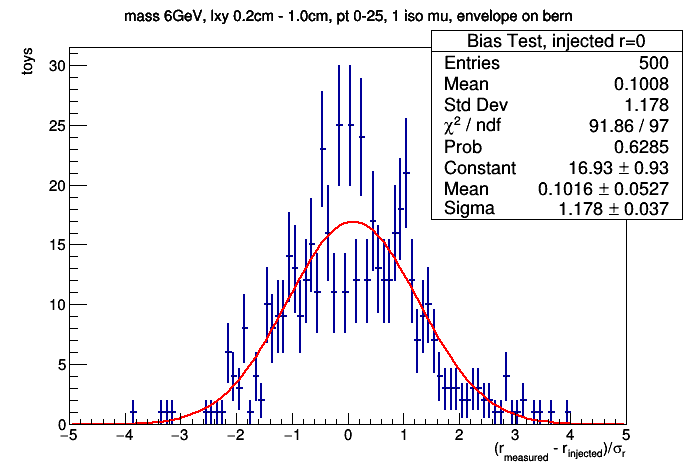 mass 6GeV, lxy 0.2cm - 1.0cm, pt 0-25, 1 iso mu, envelope on bern
Bias Test, injected r=0
Entries 500
Mean 0.1008
Std Dev 1.178
χ² / ndf 91.86 / 97
Prob 0.6285
Constant 16.93 ± 0.93
Mean 0.1016 ± 0.0527
Sigma 1.178 ± 0.037
toys
30
25
20
15
10
5
0
−5 −4 −3 −2 −1 0 1 2 3 4 5
(r_measured - r_injected)/σ_r